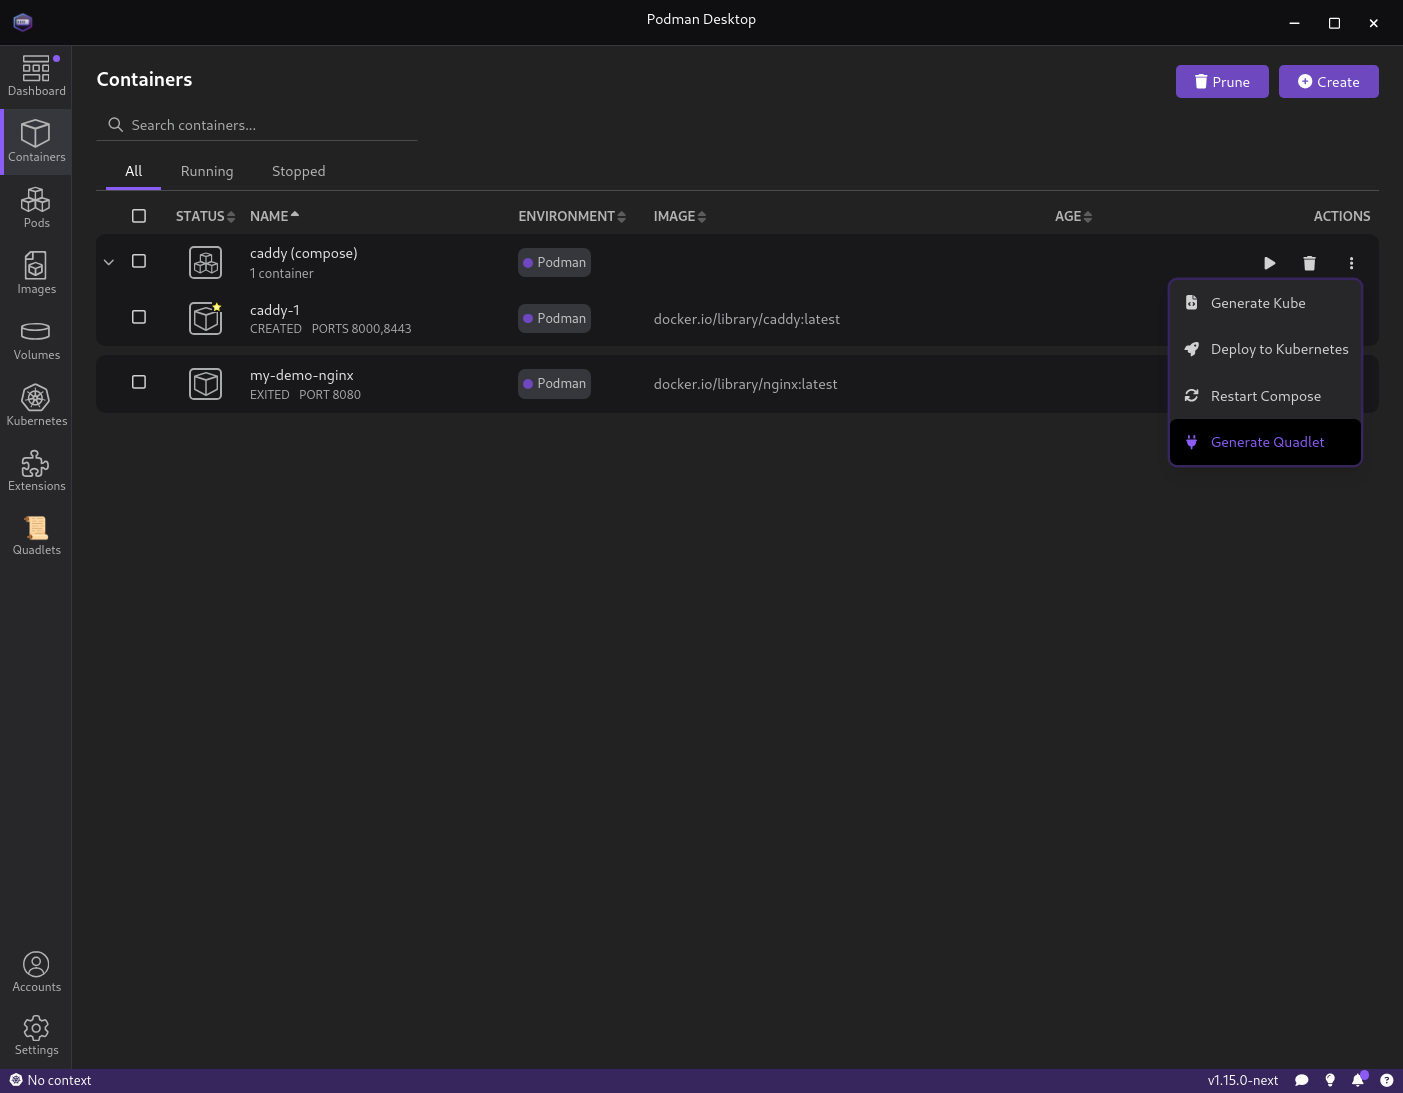 Podman Desktop
Dashboard
Containers
Pods
Images
Volumes
Kubernetes
Extensions
Quadlets
Accounts
Settings
Containers
Prune
Create
Search containers...
All Running Stopped
STATUS NAME ENVIRONMENT IMAGE AGE ACTIONS
caddy (compose)
1 container
Podman
caddy-1
CREATED PORTS 8000,8443
Podman
docker.io/library/caddy:latest
my-demo-nginx
EXITED PORT 8080
Podman
docker.io/library/nginx:latest
Generate Kube
Deploy to Kubernetes
Restart Compose
Generate Quadlet
No context
v1.15.0-next